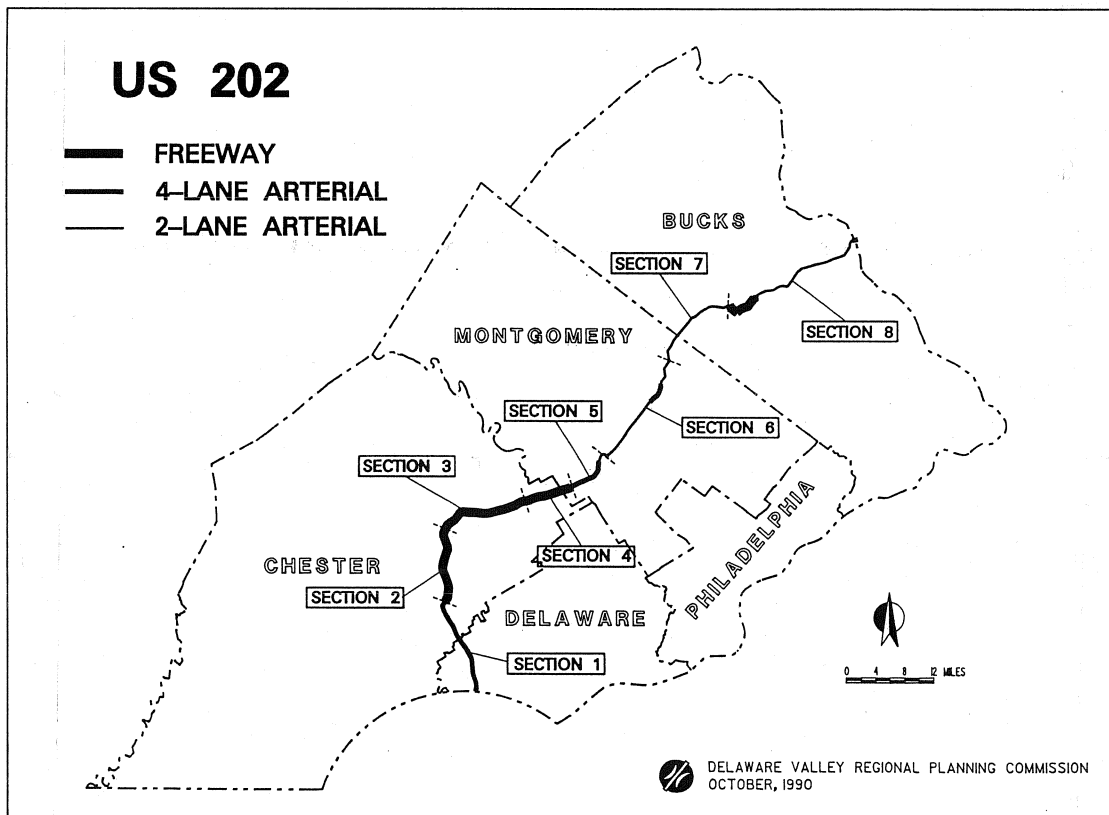 US 202
FREEWAY
4–LANE ARTERIAL
2–LANE ARTERIAL
BUCKS
SECTION 7
SECTION 8
MONTGOMERY
SECTION 5
SECTION 6
SECTION 3
PHILADELPHIA
SECTION 4
CHESTER
SECTION 2
DELAWARE
SECTION 1
0 4 8 12 MILES
DELAWARE VALLEY REGIONAL PLANNING COMMISSION
OCTOBER, 1990